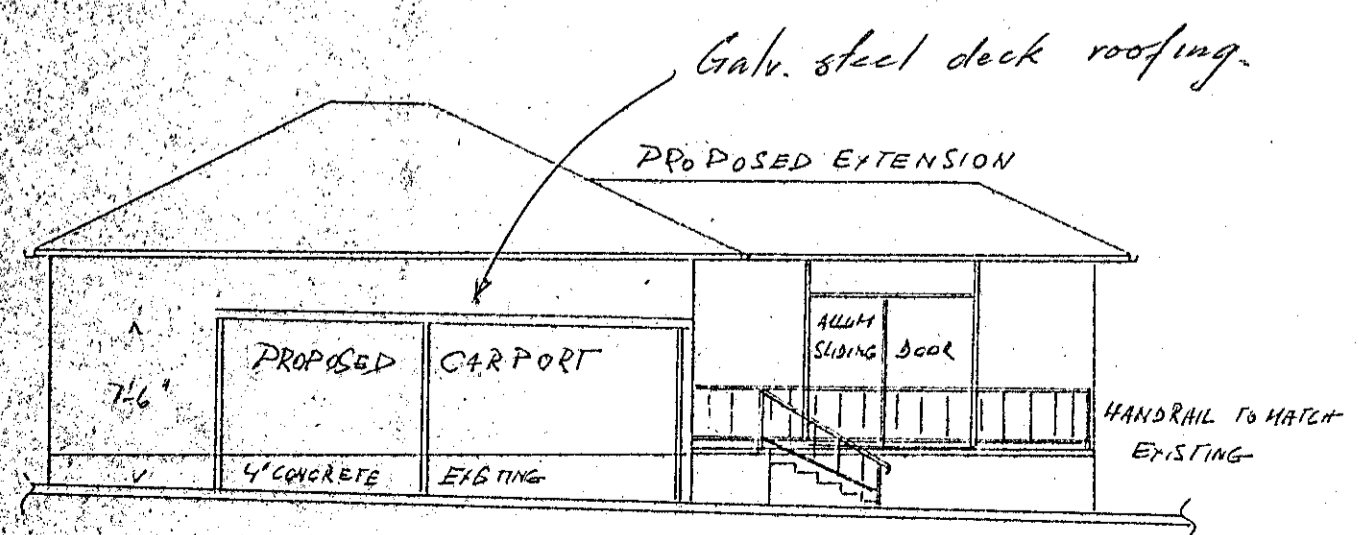 Galv. steel deck roofing.
PROPOSED EXTENSION
ALLUM
SLIDING DOOR
PROPOSED CARPORT
7'-6"
HANDRAIL TO MATCH
EXISTING
4" CONCRETE EXISTING